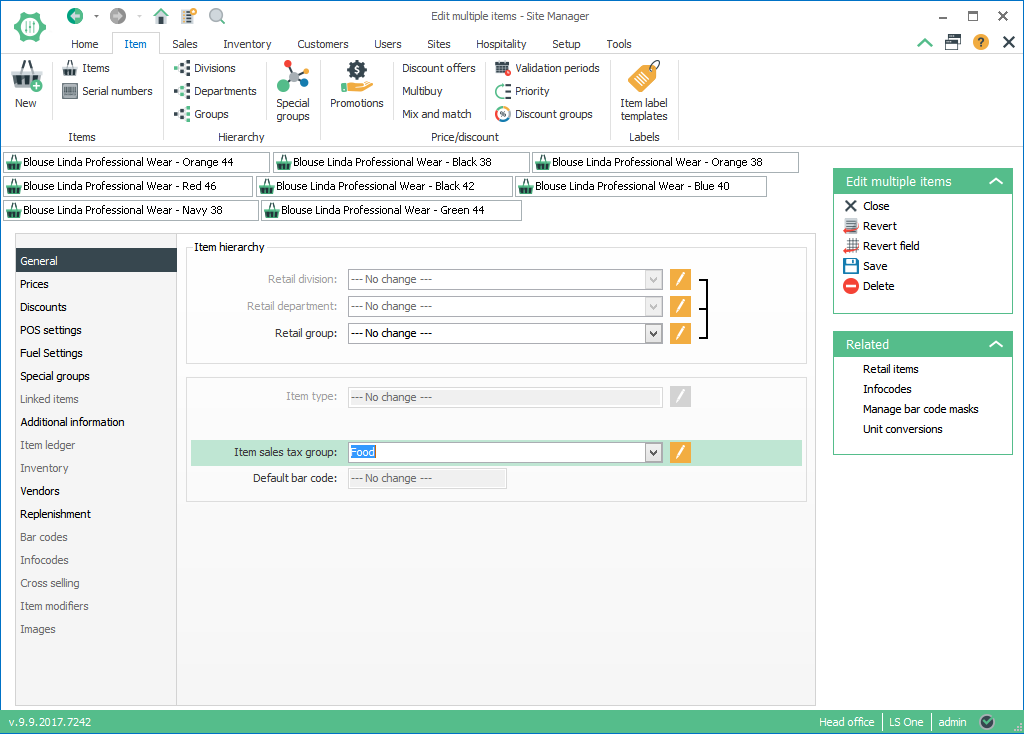 Edit multiple items - Site Manager
Home Item Sales Inventory Customers Users Sites Hospitality Setup Tools
New
Items
Serial numbers
Items
Divisions
Departments
Groups
Special groups
Hierarchy
Promotions
Discount offers
Multibuy
Mix and match
Validation periods
Priority
Discount groups
Price/discount
Item label templates
Labels
Blouse Linda Professional Wear - Orange 44
Blouse Linda Professional Wear - Black 38
Blouse Linda Professional Wear - Orange 38
Blouse Linda Professional Wear - Red 46
Blouse Linda Professional Wear - Black 42
Blouse Linda Professional Wear - Blue 40
Blouse Linda Professional Wear - Navy 38
Blouse Linda Professional Wear - Green 44
General
Prices
Discounts
POS settings
Fuel Settings
Special groups
Linked items
Additional information
Item ledger
Inventory
Vendors
Replenishment
Bar codes
Infocodes
Cross selling
Item modifiers
Images
Item hierarchy
Retail division: --- No change ---
Retail department: --- No change ---
Retail group: --- No change ---
Item type: --- No change ---
Item sales tax group: Food
Default bar code: --- No change ---
Edit multiple items
Close
Revert
Revert field
Save
Delete
Related
Retail items
Infocodes
Manage bar code masks
Unit conversions
v.9.9.2017.7242
Head office LS One admin